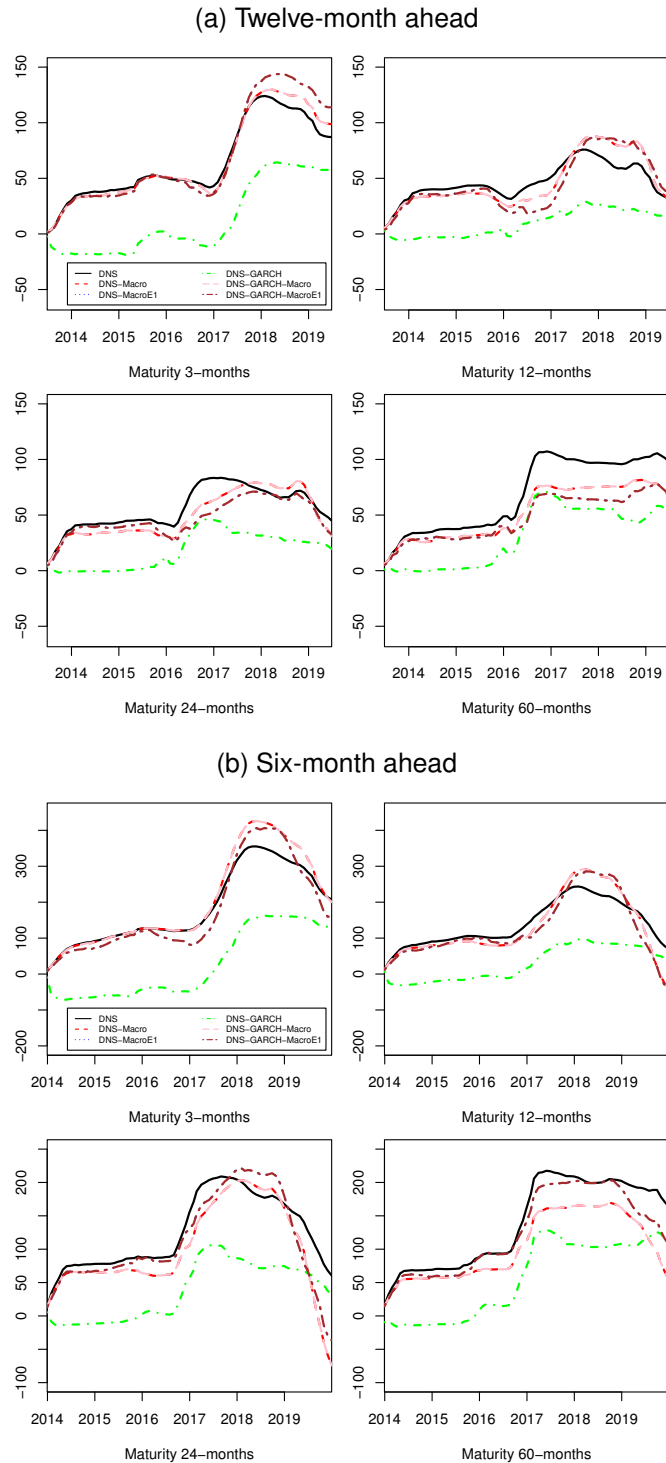 (a) Twelve-month ahead
150
100
50
0
−50
DNS
DNS−Macro
DNS−MacroE1
DNS−GARCH
DNS−GARCH−Macro
DNS−GARCH−MacroE1
2014 2015 2016 2017 2018 2019
Maturity 3−months
150
100
50
0
−50
2014 2015 2016 2017 2018 2019
Maturity 12−months
150
100
50
0
−50
2014 2015 2016 2017 2018 2019
Maturity 24−months
150
100
50
0
−50
2014 2015 2016 2017 2018 2019
Maturity 60−months
(b) Six-month ahead
300
100
0
−200
DNS
DNS−Macro
DNS−MacroE1
DNS−GARCH
DNS−GARCH−Macro
DNS−GARCH−MacroE1
2014 2015 2016 2017 2018 2019
Maturity 3−months
300
100
0
−200
2014 2015 2016 2017 2018 2019
Maturity 12−months
200
100
50
0
−100
2014 2015 2016 2017 2018 2019
Maturity 24−months
200
100
50
0
−100
2014 2015 2016 2017 2018 2019
Maturity 60−months